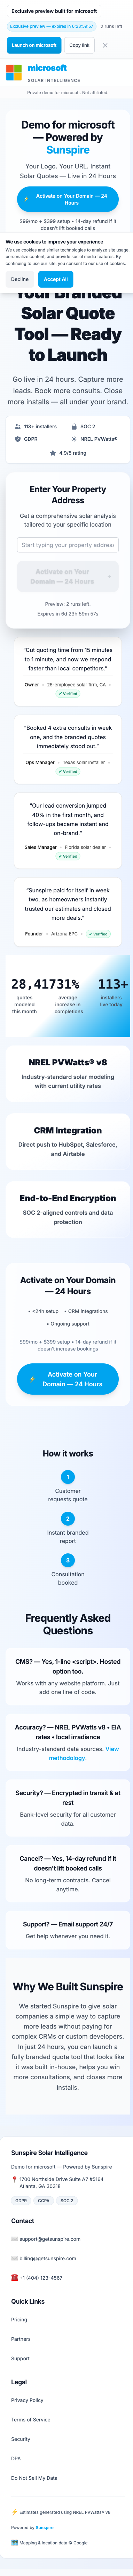 Exclusive preview built for microsoft
Exclusive preview — expires in 6:23:59:57
2 runs left
Launch on microsoft
Copy link
microsoft
SOLAR INTELLIGENCE
Private demo for microsoft. Not affiliated.
Demo for microsoft
— Powered by
Sunspire
Your Logo. Your URL. Instant
Solar Quotes — Live in 24 Hours
⚡ Activate on Your Domain — 24
Hours
$99/mo + $399 setup • 14-day refund if it
doesn't lift booked calls
We use cookies to improve your experience
We use cookies and similar technologies to analyze site usage,
personalize content, and provide social media features. By
continuing to use our site, you consent to our use of cookies.
Decline
Accept All
Your Branded
Solar Quote
Tool — Ready
to Launch
Go live in 24 hours. Capture more
leads. Book more consults. Close
more installs — all under your brand.
113+ installers
SOC 2
GDPR
NREL PVWatts®
4.9/5 rating
Enter Your Property
Address
Get a comprehensive solar analysis
tailored to your specific location
Start typing your property address
Activate on Your
Domain — 24 Hours
Preview: 2 runs left.
Expires in 6d 23h 59m 57s
"Cut quoting time from 15 minutes
to 1 minute, and now we respond
faster than local competitors."
Owner • 25-employee solar firm, CA •
✓ Verified
"Booked 4 extra consults in week
one, and the branded quotes
immediately stood out."
Ops Manager • Texas solar installer •
✓ Verified
"Our lead conversion jumped
40% in the first month, and
follow-ups became instant and
on-brand."
Sales Manager • Florida solar dealer •
✓ Verified
"Sunspire paid for itself in week
two, as homeowners instantly
trusted our estimates and closed
more deals."
Founder • Arizona EPC • ✓ Verified
28,417
quotes
modeled
this month
31%
average
increase in
completions
113+
installers
live today
NREL PVWatts® v8
Industry-standard modeling
with current utility rates
CRM Integration
Direct push to HubSpot, Salesforce,
and Airtable
End-to-End Encryption
SOC 2-aligned controls and data
protection
Activate on Your Domain
— 24 Hours
• <24h setup • CRM integrations
• Ongoing support
$99/mo + $399 setup • 14-day refund if it
doesn't increase bookings
⚡ Activate on Your
Domain — 24 Hours
How it works
1
Customer
requests quote
2
Instant branded
report
3
Consultation
booked
Frequently Asked
Questions
CMS? — Yes, 1-line <script>. Hosted
option too.
Works with any website platform. Just
add one line of code.
Accuracy? — NREL PVWatts v8 • EIA
rates • local irradiance
Industry-standard data sources. View
methodology.
Security? — Encrypted in transit & at
rest
Bank-level security for all customer
data.
Cancel? — Yes, 14-day refund if it
doesn't lift booked calls
No long-term contracts. Cancel
anytime.
Support? — Email support 24/7
Get help whenever you need it.
Why We Built Sunspire
We started Sunspire to give solar
companies a simple way to capture
more leads without paying for
complex CRMs or custom developers.
In just 24 hours, you can launch a
fully branded quote tool that looks like
it was built in-house, helps you win
more consultations, and closes more
installs.
Sunspire Solar Intelligence
Demo for microsoft — Powered by Sunspire
1700 Northside Drive Suite A7 #5164
Atlanta, GA 30318
GDPR
CCPA
SOC 2
Contact
support@getsunspire.com
billing@getsunspire.com
+1 (404) 123-4567
Quick Links
Pricing
Partners
Support
Legal
Privacy Policy
Terms of Service
Security
DPA
Do Not Sell My Data
⚡ Estimates generated using NREL PVWatts® v8
Powered by Sunspire
Mapping & location data © Google